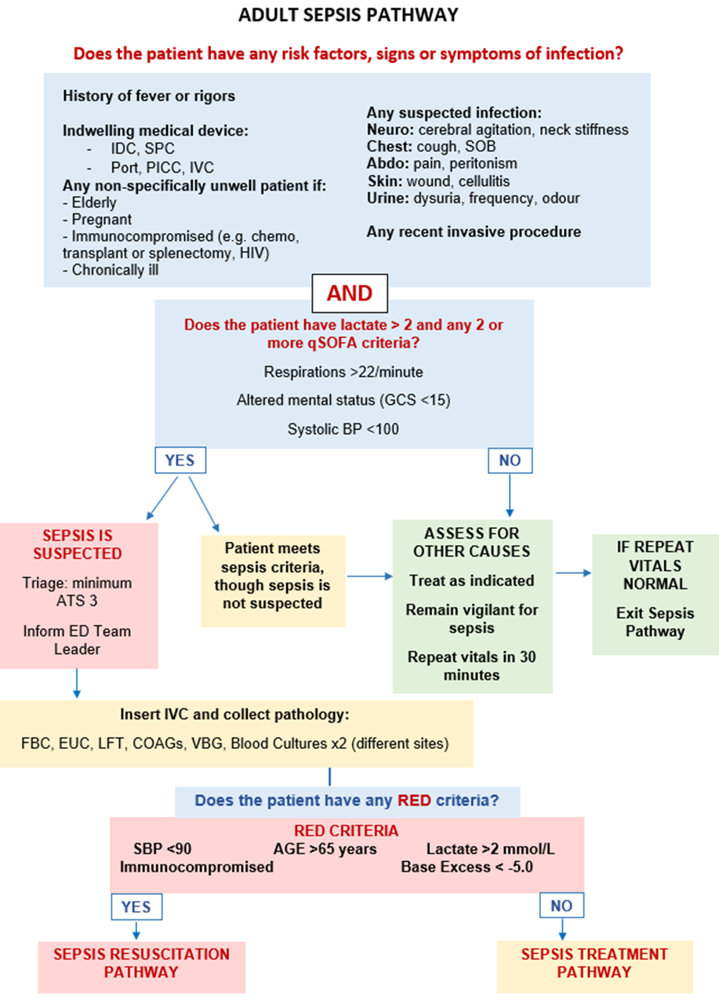 ADULT SEPSIS PATHWAY
Does the patient have any risk factors, signs or symptoms of infection?
History of fever or rigors
Indwelling medical device:
- IDC, SPC
- Port, PICC, IVC
Any non-specifically unwell patient if:
- Elderly
- Pregnant
- Immunocompromised (e.g. chemo,
transplant or splenectomy, HIV)
- Chronically ill
Any suspected infection:
Neuro: cerebral agitation, neck stiffness
Chest: cough, SOB
Abdo: pain, peritonism
Skin: wound, cellulitis
Urine: dysuria, frequency, odour
Any recent invasive procedure
AND
Does the patient have lactate > 2 and any 2 or
more qSOFA criteria?
Respirations >22/minute
Altered mental status (GCS <15)
Systolic BP <100
YES
NO
SEPSIS IS
SUSPECTED
Triage: minimum
ATS 3
Inform ED Team
Leader
Patient meets
sepsis criteria,
though sepsis is
not suspected
ASSESS FOR
OTHER CAUSES
Treat as indicated
Remain vigilant for
sepsis
Repeat vitals in 30
minutes
IF REPEAT
VITALS
NORMAL
Exit Sepsis
Pathway
Insert IVC and collect pathology:
FBC, EUC, LFT, COAGs, VBG, Blood Cultures x2 (different sites)
Does the patient have any RED criteria?
RED CRITERIA
SBP <90 AGE >65 years Lactate >2 mmol/L
Immunocompromised Base Excess < -5.0
YES
NO
SEPSIS RESUSCITATION
PATHWAY
SEPSIS TREATMENT
PATHWAY